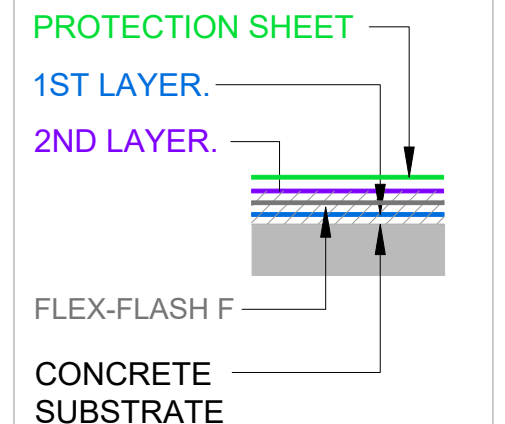 PROTECTION SHEET
1ST LAYER.
2ND LAYER.
FLEX-FLASH F
CONCRETE
SUBSTRATE